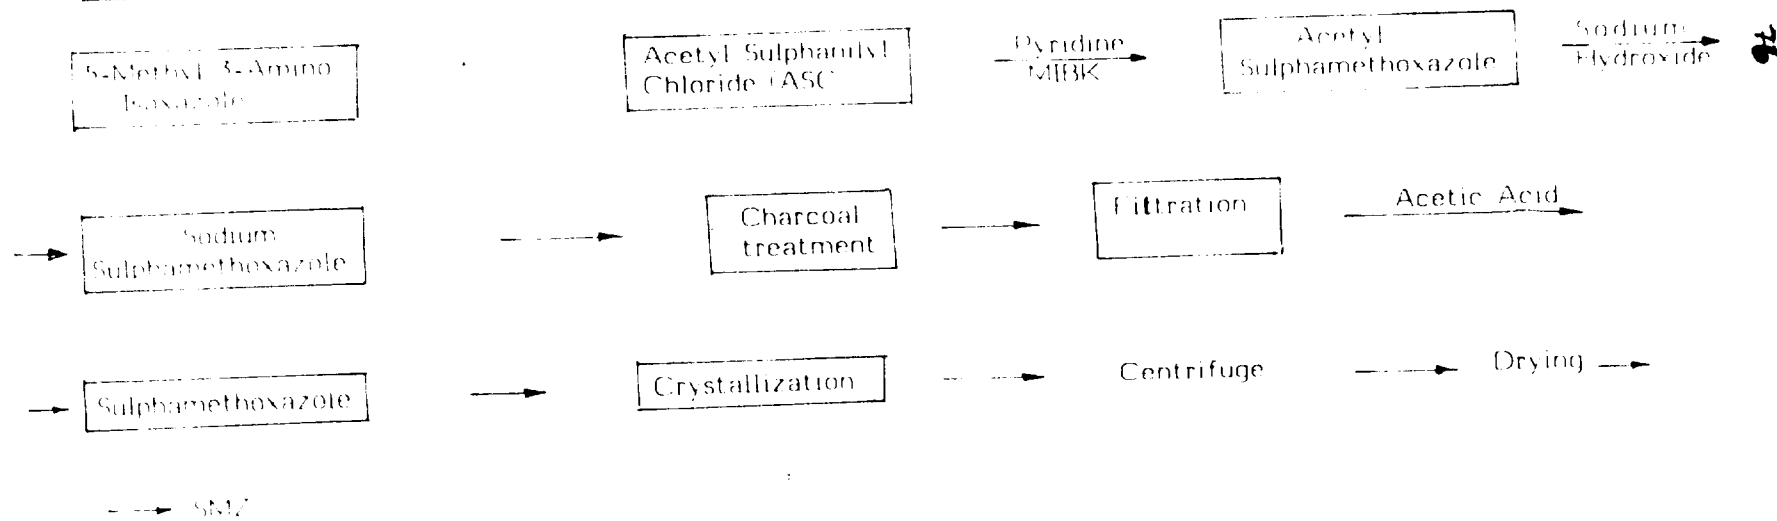 5-Methyl 3-Amino
Isoxazole
Acetyl Sulphanilyl
Chloride (ASC
Pyridine
MIBK
Acetyl
Sulphamethoxazole
Sodium
Hydroxide
Sodium
Sulphamethoxazole
Charcoal
treatment
Filtration
Acetic Acid
Sulphamethoxazole
Crystallization
Centrifuge
Drying
SMZ